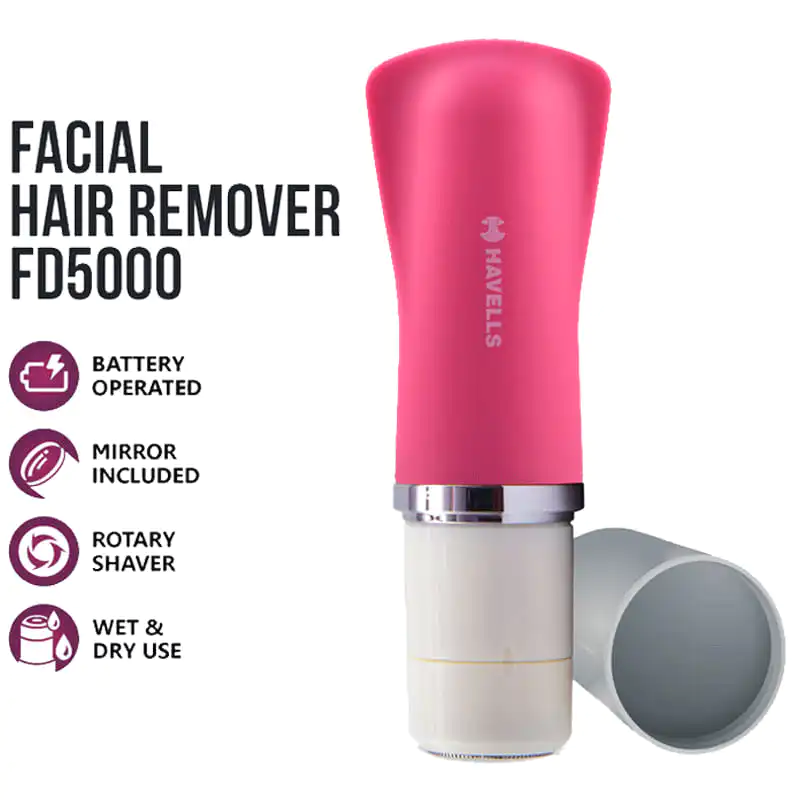 FACIAL
HAIR REMOVER
FD5000
BATTERY
OPERATED
MIRROR
INCLUDED
ROTARY
SHAVER
WET &
DRY USE
HAVELLS